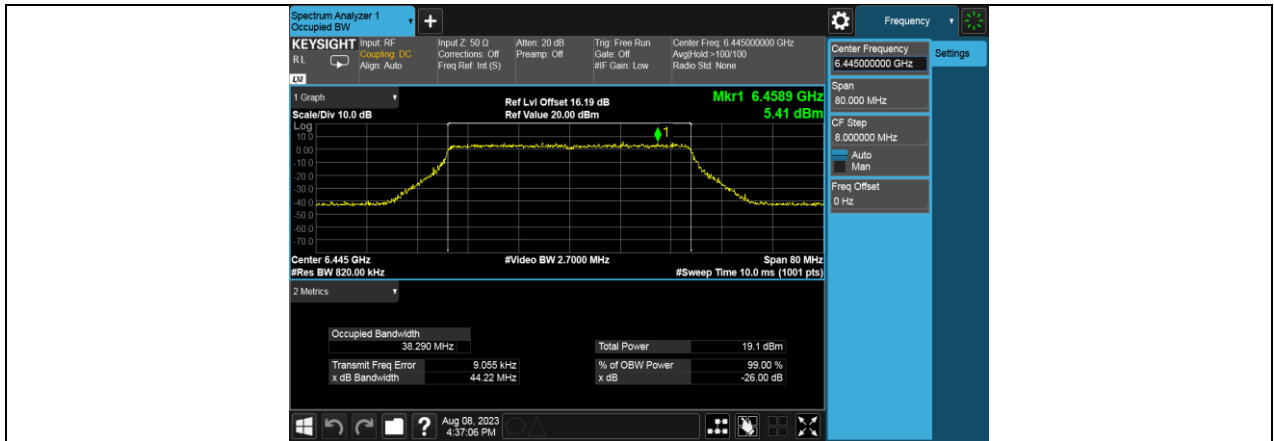 Spectrum Analyzer 1
Occupied BW
Frequency
KEYSIGHT
RL
LXI
Input: RF
Coupling: DC
Align: Auto
Input Z: 50 Ω
Corrections: Off
Freq Ref: Int (S)
Atten: 20 dB
Preamp: Off
Trig: Free Run
Gate: Off
#IF Gain: Low
Center Freq: 6.445000000 GHz
Avg|Hold:>100/100
Radio Std: None
Center Frequency
6.445000000 GHz
Settings
Span
80.000 MHz
CF Step
8.000000 MHz
Auto
Man
Freq Offset
0 Hz
1 Graph
Scale/Div 10.0 dB
Ref Lvl Offset 16.19 dB
Ref Value 20.00 dBm
Mkr1 6.4589 GHz
5.41 dBm
Log
10.0
0.00
-10.0
-20.0
-30.0
-40.0
-50.0
-60.0
-70.0
1
Center 6.445 GHz
#Res BW 820.00 kHz
#Video BW 2.7000 MHz
Span 80 MHz
#Sweep Time 10.0 ms (1001 pts)
2 Metrics
Occupied Bandwidth
38.290 MHz
Total Power 19.1 dBm
Transmit Freq Error 9.055 kHz
% of OBW Power 99.00 %
x dB Bandwidth 44.22 MHz
x dB -26.00 dB
?
Aug 08, 2023
4:37:06 PM